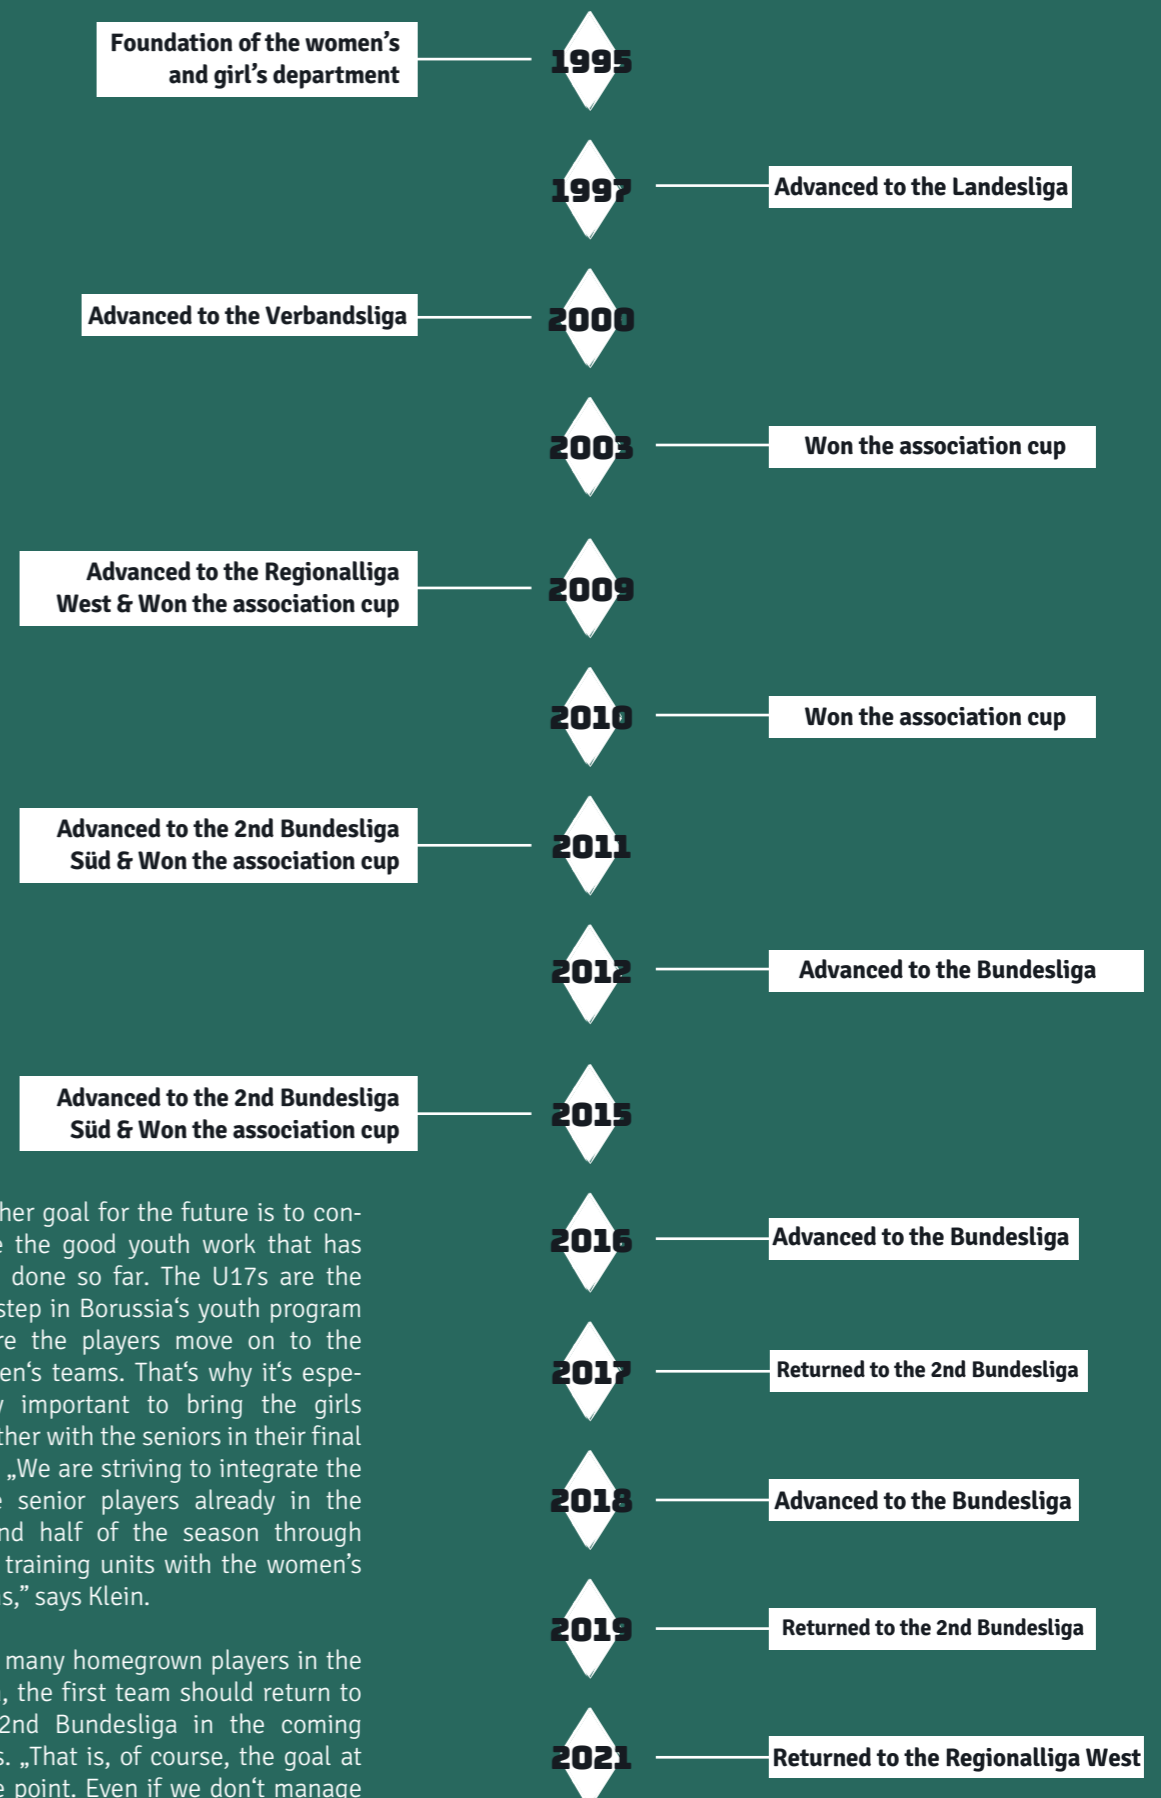 Foundation of the women's
and girl's department
1995
1997
Advanced to the Landesliga
Advanced to the Verbandsliga
2000
2003
Won the association cup
Advanced to the Regionalliga
West & Won the association cup
2009
2010
Won the association cup
Advanced to the 2nd Bundesliga
Süd & Won the association cup
2011
2012
Advanced to the Bundesliga
Advanced to the 2nd Bundesliga
Süd & Won the association cup
2015
2016
Advanced to the Bundesliga
2017
Returned to the 2nd Bundesliga
2018
Advanced to the Bundesliga
2019
Returned to the 2nd Bundesliga
2021
Returned to the Regionalliga West
goal for the future is to con-
the good youth work that has
done so far. The U17s are the
step in Borussia‘s youth program
the players move on to the
teams. That‘s why it‘s espe-
important to bring the girls
with the seniors in their final
„We are striving to integrate the
senior players already in the
half of the season through
training units with the women’s
says Klein.
many homegrown players in the
the first team should return to
2nd Bundesliga in the coming
„That is, of course, the goal at
point. Even if we don‘t manage